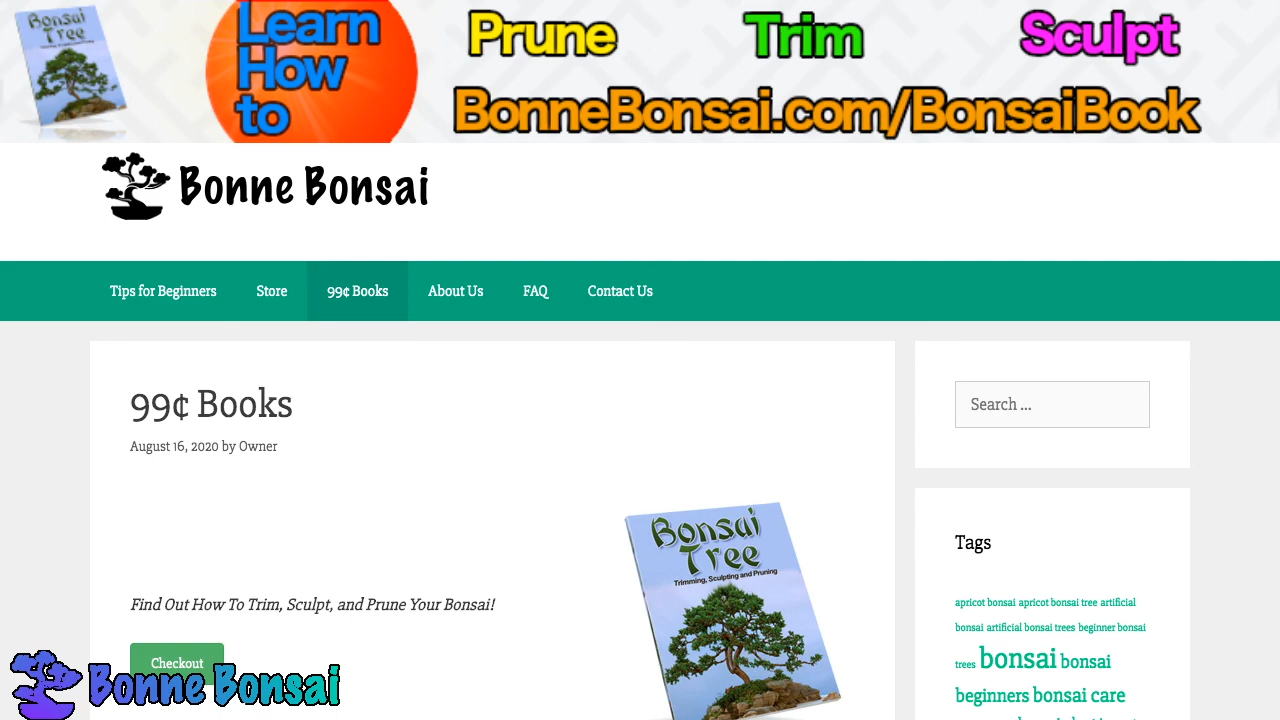 Bonsai
Tree
Learn
How
to
Prune Trim Sculpt
BonneBonsai.com/BonsaiBook
Bonne Bonsai
Tips for Beginners Store 99¢ Books About Us FAQ Contact Us
99¢ Books
August 16, 2020 by Owner
Search ...
Bonsai
Tree
Trimming, Sculpting and Pruning
Find Out How To Trim, Sculpt, and Prune Your Bonsai!
Checkout
Tags
apricot bonsai apricot bonsai tree artificial
bonsai artificial bonsai trees beginner bonsai
trees bonsai bonsai
beginners bonsai care
Bonne Bonsai